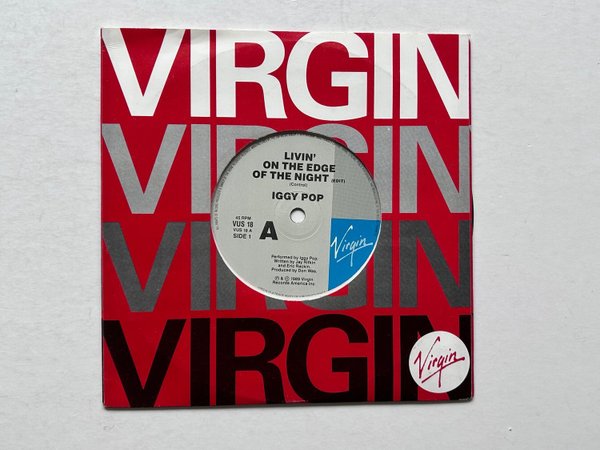 VIRGIN
VIRGIN
LIVIN'
ON THE EDGE
OF THE NIGHT (EDIT)
(Control)
IGGY POP
45 RPM
VUS 18
VUS 18 A
SIDE 1
A
Virgin
Performed by Iggy Pop.
Written by Jay Rifkin
and Eric Rackin.
Produced by Don Was.
℗ & © 1989 Virgin
Records America Inc
VIRGIN
VIRGIN
Virgin